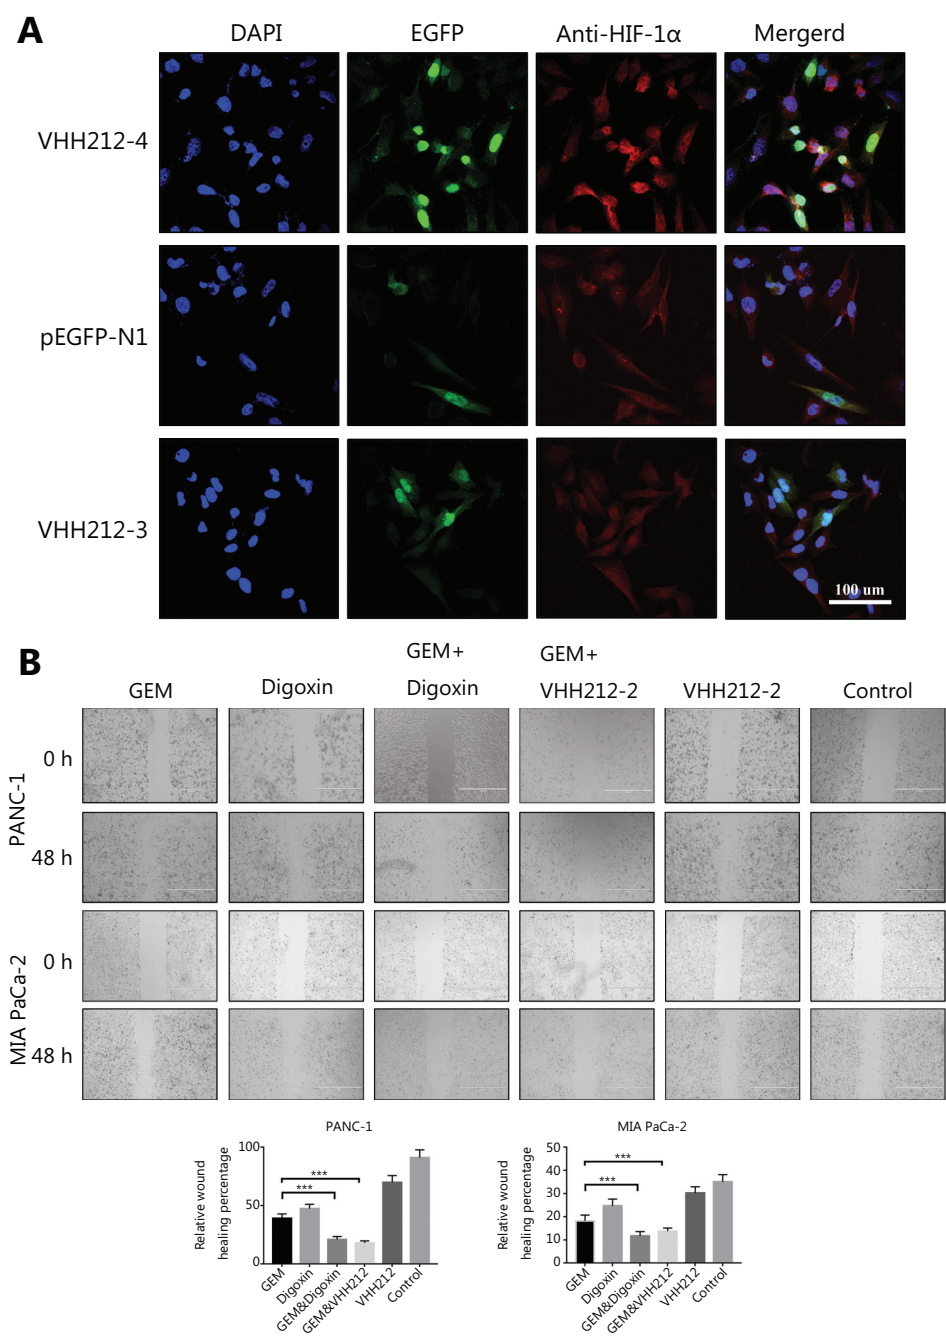 A
DAPI EGFP Anti-HIF-1α Mergerd
VHH212-4
pEGFP-N1
VHH212-3
100 um
B
GEM+ GEM+
GEM Digoxin Digoxin VHH212-2 VHH212-2 Control
PANC-1
0 h
48 h
MIA PaCa-2
0 h
48 h
PANC-1
Relative wound
healing percentage
100
50
0
GEM Digoxin GEM&Digoxin GEM&VHH212 VHH212 Control
***
***
MIA PaCa-2
Relative wound
healing percentage
50
40
30
20
10
0
GEM Digoxin GEM&Digoxin GEM&VHH212 VHH212 Control
***
***